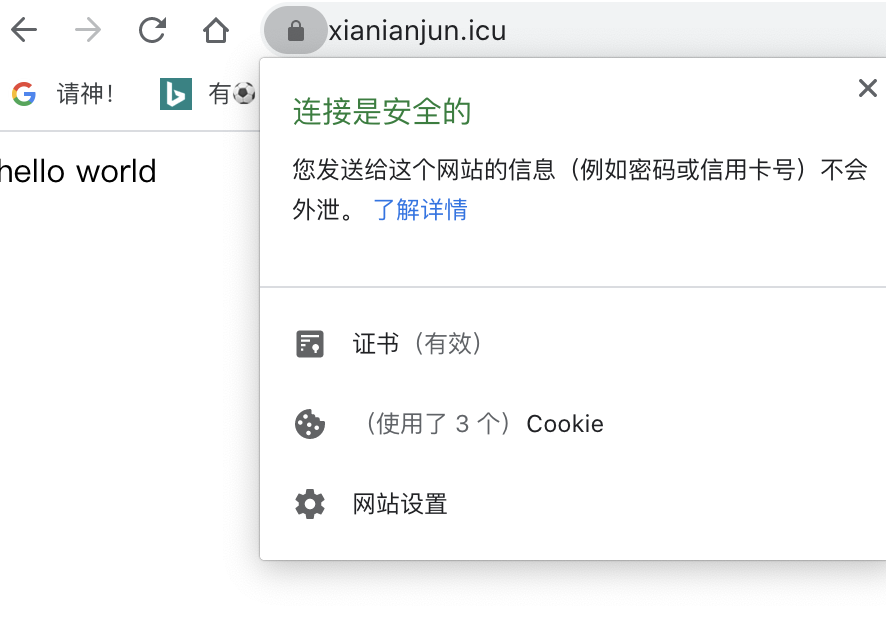 xianianjun.icu
请神！
有⚽
hello world
连接是安全的
您发送给这个网站的信息（例如密码或信用卡号）不会
外泄。 了解详情
证书（有效）
（使用了 3 个）Cookie
网站设置